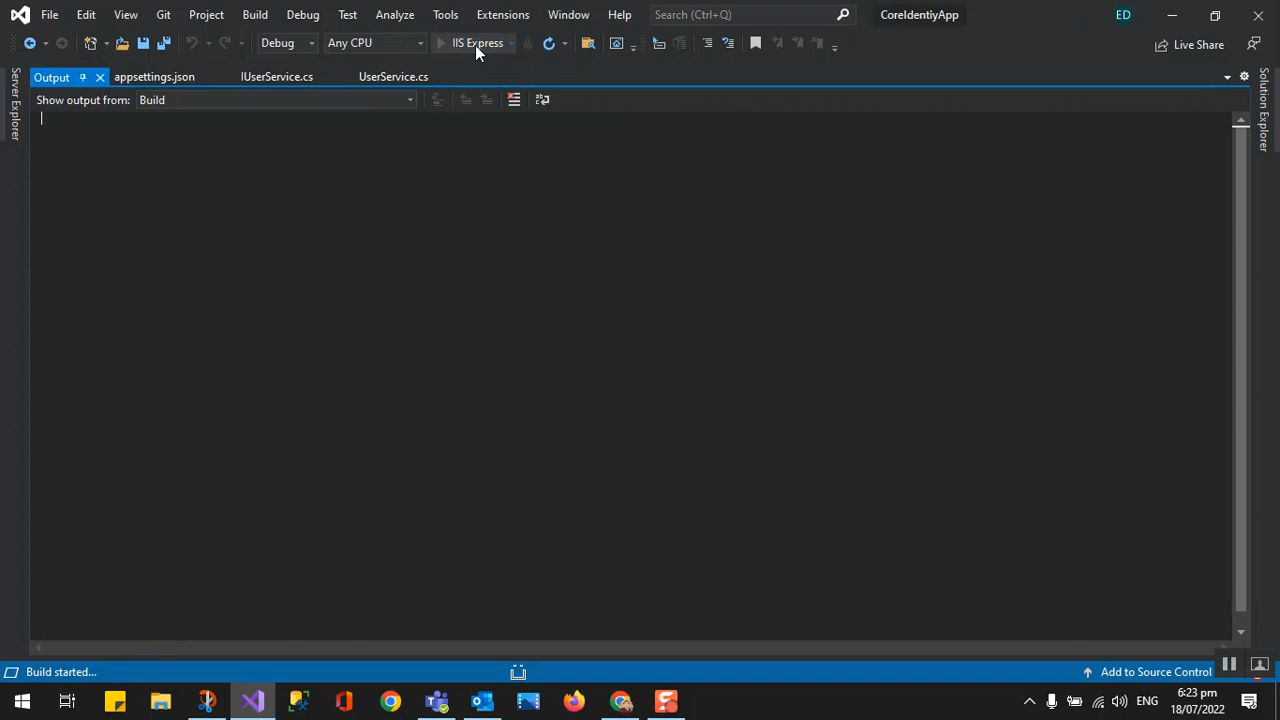 File Edit View Git Project Build Debug Test Analyze Tools Extensions Window Help Search (Ctrl+Q) CoreIdentiyApp ED
Debug Any CPU IIS Express Live Share
Output appsettings.json IUserService.cs UserService.cs
Show output from: Build
Server Explorer
Solution Explorer
Build started... Add to Source Control
ENG 6:23 pm
18/07/2022